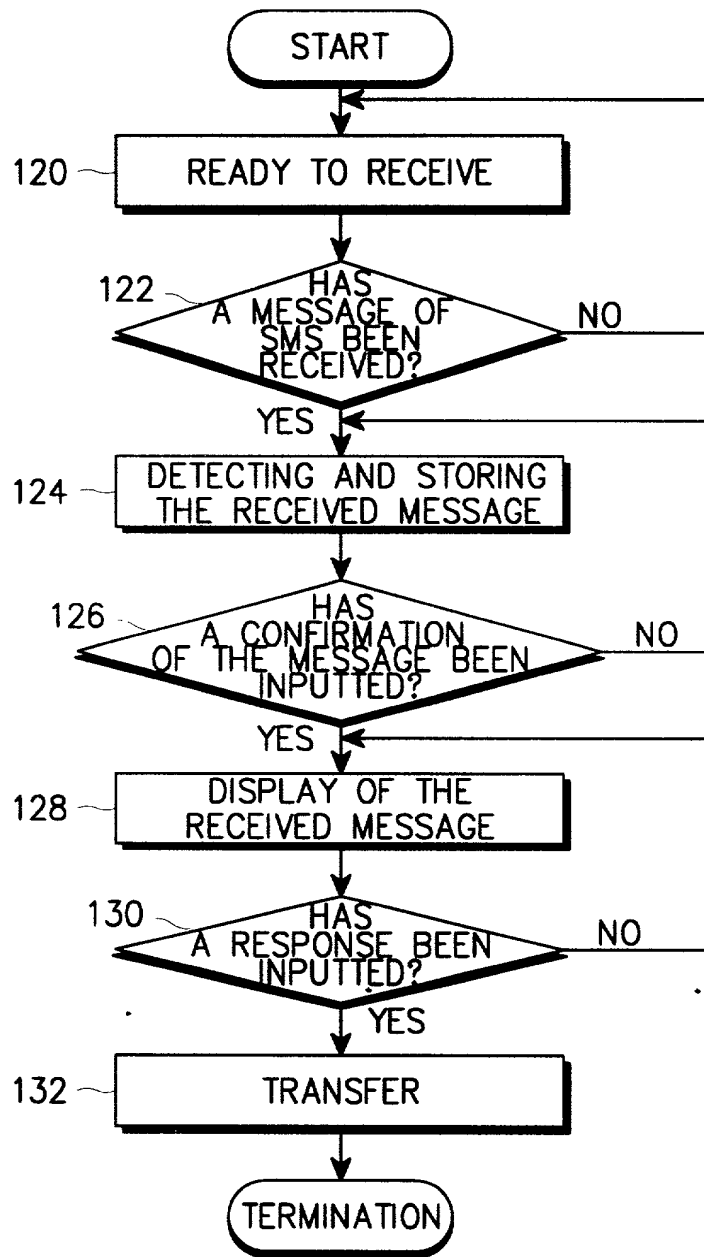 START
120
READY TO RECEIVE
122
HAS
A MESSAGE OF
SMS BEEN
RECEIVED?
NO
YES
124
DETECTING AND STORING
THE RECEIVED MESSAGE
126
HAS
A CONFIRMATION
OF THE MESSAGE BEEN
INPUTTED?
NO
YES
128
DISPLAY OF THE
RECEIVED MESSAGE
130
HAS
A RESPONSE BEEN
INPUTTED?
NO
YES
132
TRANSFER
TERMINATION